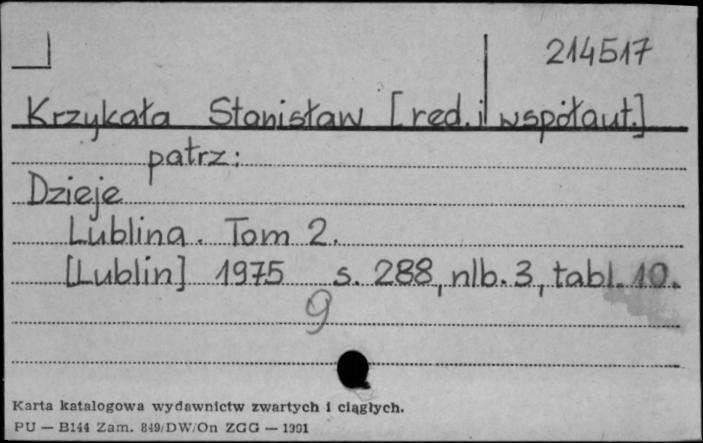 214517
Krzykała Stanisław [red. i współaut.]
patrz:
Dzieje
Lublina. Tom 2.
[Lublin] 1975 s. 288, nlb. 3, tabl. 10.
9
Karta katalogowa wydawnictw zwartych i ciągłych.
PU — B144 Zam. 849/DW/On ZGG — 1991